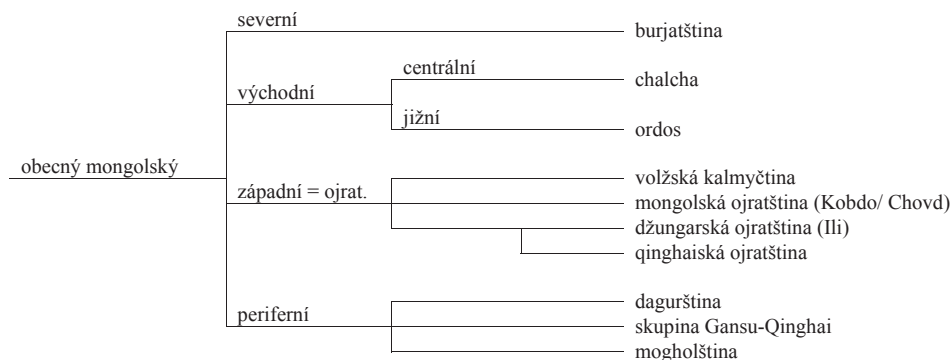 severní
burjatština
centrální
chalcha
východní
jižní
ordos
obecný mongolský
volžská kalmyčtina
západní = ojrat.
mongolská ojratština (Kobdo/ Chovd)
džungarská ojratština (Ili)
qinghaiská ojratština
dagurština
periferní
skupina Gansu-Qinghai
mogholština